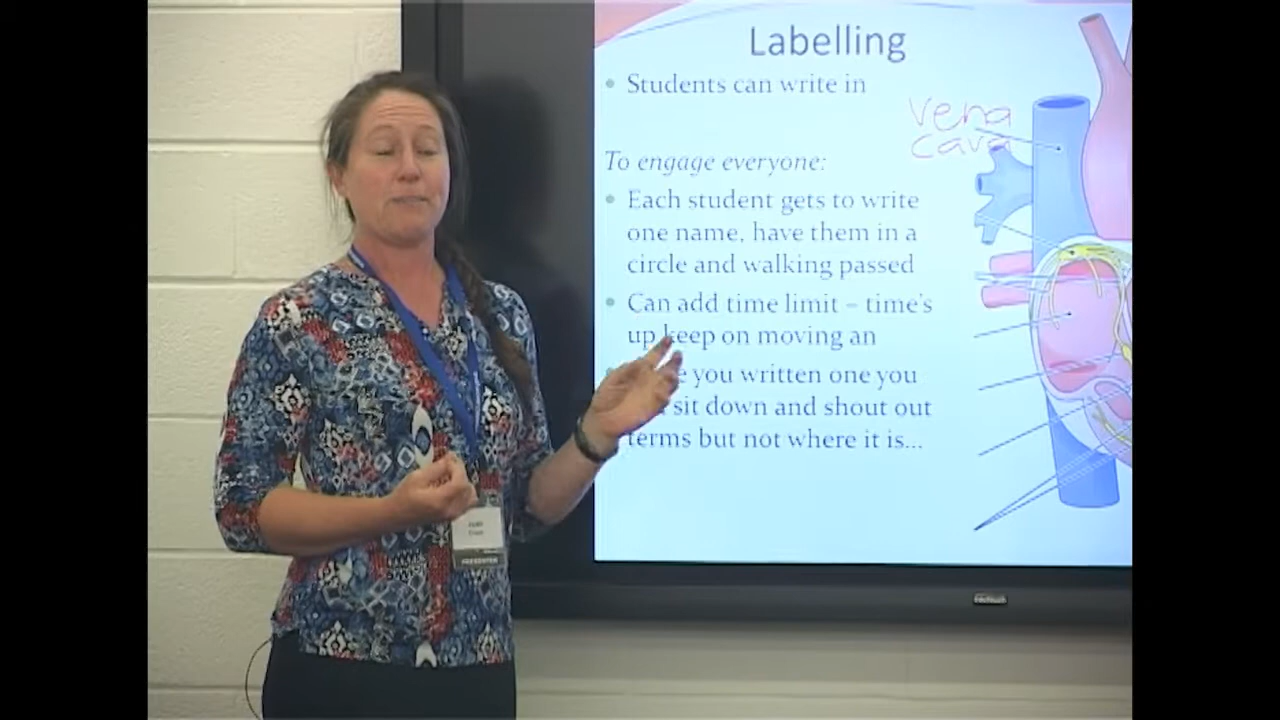 Labelling
• Students can write in
vena
cava
To engage everyone:
• Each student gets to write
one name, have them in a
circle and walking passed
• Can add time limit – time's
up keep on moving an
you written one you
sit down and shout out
terms but not where it is...
PRESENTER